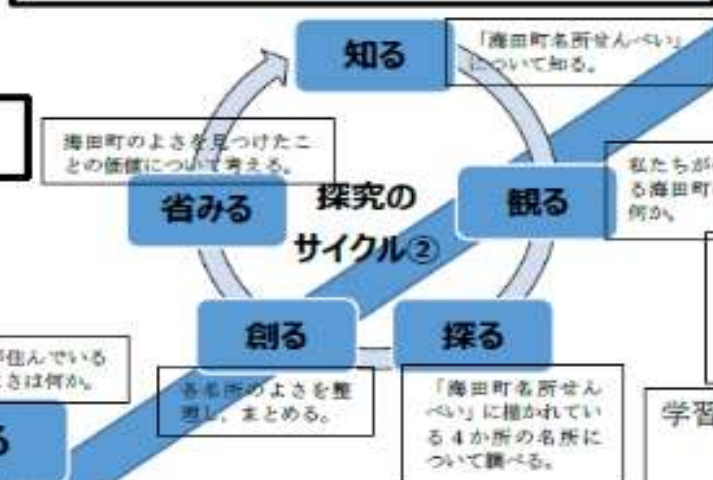 知る
「海田町名所せんべい」
について知る。
海田町のよさを見つけたこ
との価値について考える。
省みる
探究の
サイクル②
観る
私たちが
る海田町
何か。
創る
探る
住んでいる
さは何か。
各名所のよさを整
理し、まとめる。
「海田町名所せん
べい」に描かれてい
る4か所の名所に
ついて調べる。
学習
る